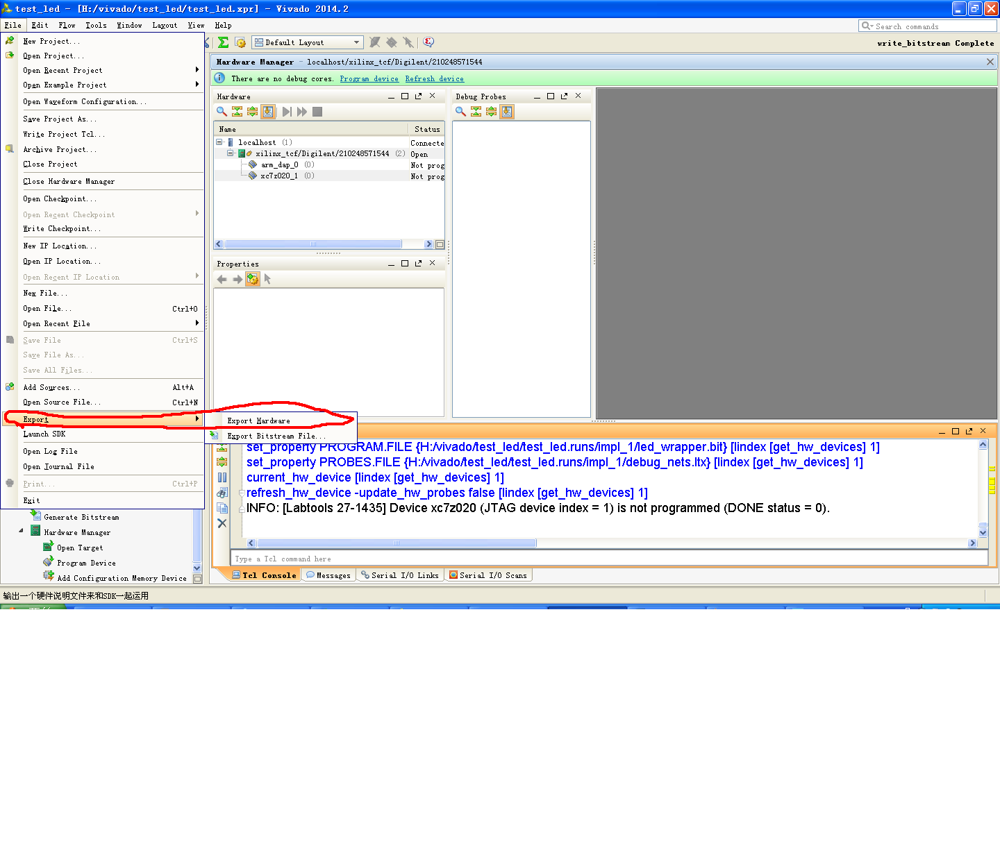 test_led - [H:/vivado/test_led/test_led.xpr] - Vivado 2014.2
File Edit Flow Tools Window Layout View Help
Search commands
New Project...
Open Project...
Open Recent Project
Open Example Project
Open Waveform Configuration...
Save Project As...
Write Project Tcl...
Archive Project...
Close Project
Close Hardware Manager
Open Checkpoint...
Open Recent Checkpoint
Write Checkpoint...
New IP Location...
Open IP Location...
Open Recent IP Location
New File...
Open File... Ctrl+O
Open Recent File
Save File Ctrl+S
Save File As...
Save All Files...
Add Sources... Alt+A
Open Source File... Ctrl+N
Export
Launch SDK
Open Log File
Open Journal File
Print... Ctrl+P
Exit
Export Hardware
Export Bitstream File...
Generate Bitstream
Hardware Manager
Open Target
Program Device
Add Configuration Memory Device
Default Layout
write_bitstream Complete
Hardware Manager - localhost/xilinx_tcf/Digilent/210248571544
There are no debug cores. Program device Refresh device
Hardware
Name Status
localhost (1) Connecte
xilinx_tcf/Digilent/210248571544 (2) Open
arm_dap_0 (0) Not prog
xc7z020_1 (0) Not prog
Properties
Debug Probes
set_property PROGRAM.FILE {H:/vivado/test_led/test_led.runs/impl_1/led_wrapper.bit} [lindex [get_hw_devices] 1]
set_property PROBES.FILE {H:/vivado/test_led/test_led.runs/impl_1/debug_nets.ltx} [lindex [get_hw_devices] 1]
current_hw_device [lindex [get_hw_devices] 1]
refresh_hw_device -update_hw_probes false [lindex [get_hw_devices] 1]
INFO: [Labtools 27-1435] Device xc7z020 (JTAG device index = 1) is not programmed (DONE status = 0).
Type a Tcl command here
Tcl Console Messages Serial I/O Links Serial I/O Scans
输出一个硬件说明文件来和SDK一起运用